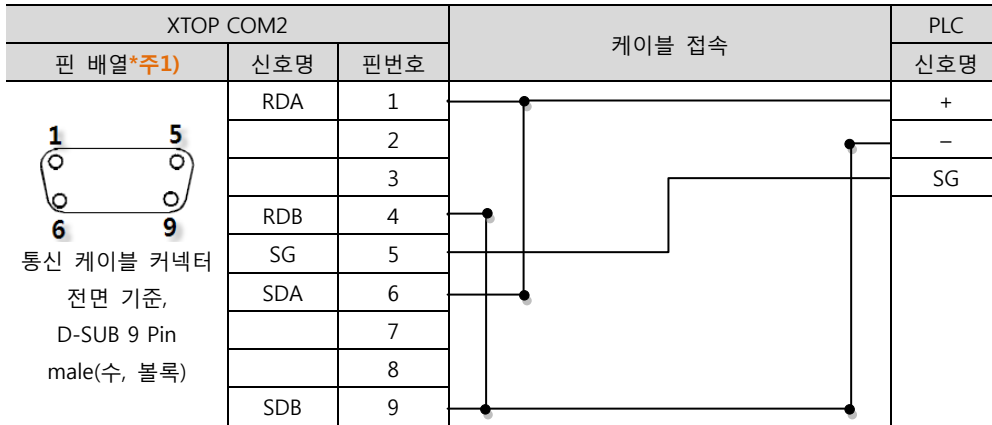 XTOP COM2 케이블 접속 PLC
핀 배열*주1) 신호명 핀번호 신호명
RDA 1 +
2 –
3 SG
RDB 4
SG 5
SDA 6
7
8
SDB 9
1 5
6 9
통신 케이블 커넥터
전면 기준,
D-SUB 9 Pin
male(수, 볼록)